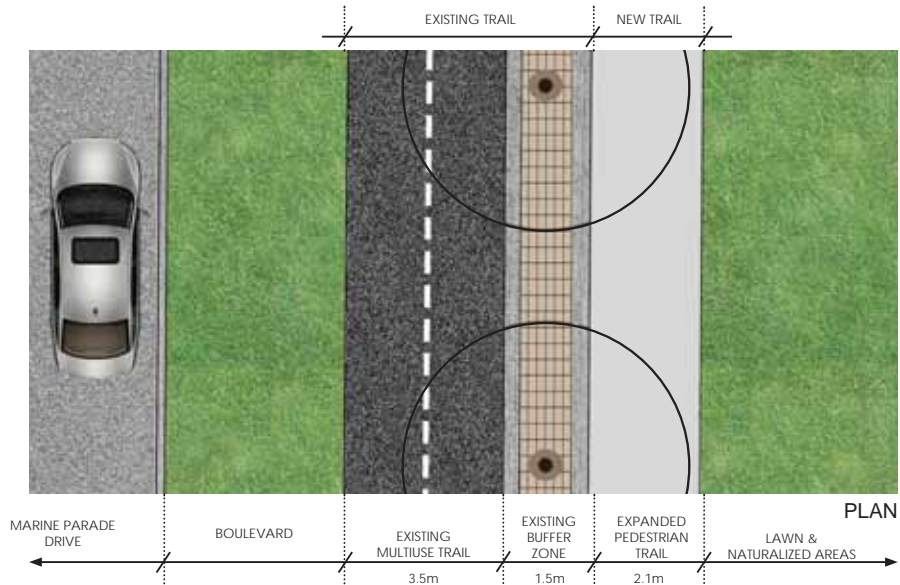 EXISTING TRAIL
NEW TRAIL
PLAN
MARINE PARADE
DRIVE
BOULEVARD
EXISTING
MULTIUSE TRAIL
3.5m
EXISTING
BUFFER
ZONE
1.5m
EXPANDED
PEDESTRIAN
TRAIL
2.1m
LAWN &
NATURALIZED AREAS